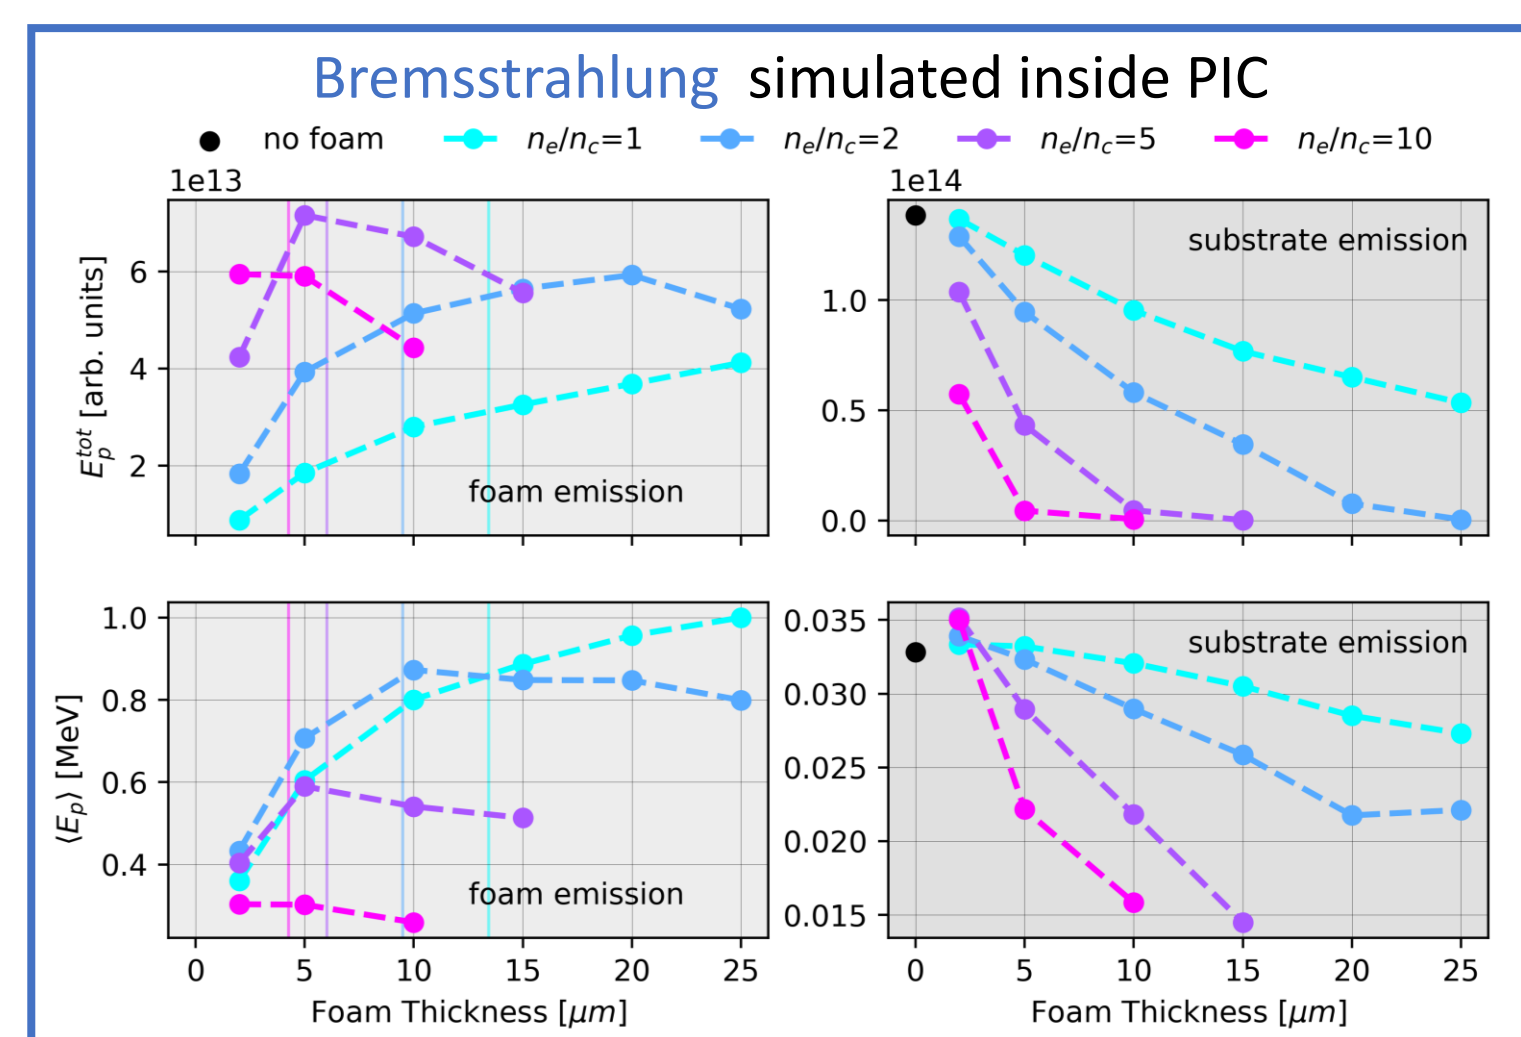 Bremsstrahlung simulated inside PIC
no foam n_e/n_c=1 n_e/n_c=2 n_e/n_c=5 n_e/n_c=10
1e13
E_p^{tot} [arb. units]
6
4
2
foam emission
1e14
substrate emission
1.0
0.5
0.0
⟨E_p⟩ [MeV]
1.0
0.8
0.6
0.4
foam emission
0 5 10 15 20 25
Foam Thickness [μm]
0.035
substrate emission
0.030
0.025
0.020
0.015
0 5 10 15 20 25
Foam Thickness [μm]